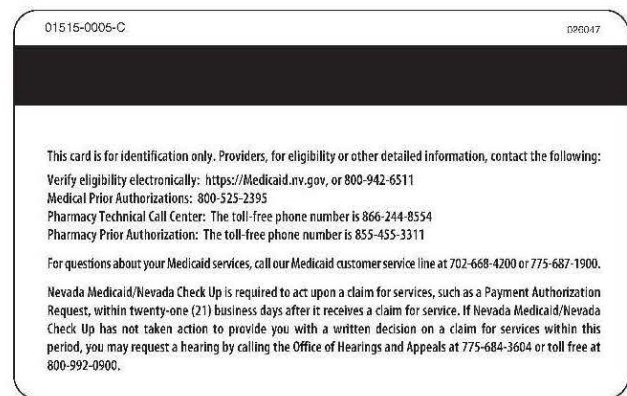 01515-0005-C 026047
This card is for identification only. Providers, for eligibility or other detailed information, contact the following:
Verify eligibility electronically: https://Medicaid.nv.gov, or 800-942-6511
Medical Prior Authorizations: 800-525-2395
Pharmacy Technical Call Center: The toll-free phone number is 866-244-8554
Pharmacy Prior Authorization: The toll-free phone number is 855-455-3311
For questions about your Medicaid services, call our Medicaid customer service line at 702-668-4200 or 775-687-1900.
Nevada Medicaid/Nevada Check Up is required to act upon a claim for services, such as a Payment Authorization
Request, within twenty-one (21) business days after it receives a claim for service. If Nevada Medicaid/Nevada
Check Up has not taken action to provide you with a written decision on a claim for services within this
period, you may request a hearing by calling the Office of Hearings and Appeals at 775-684-3604 or toll free at
800-992-0900.